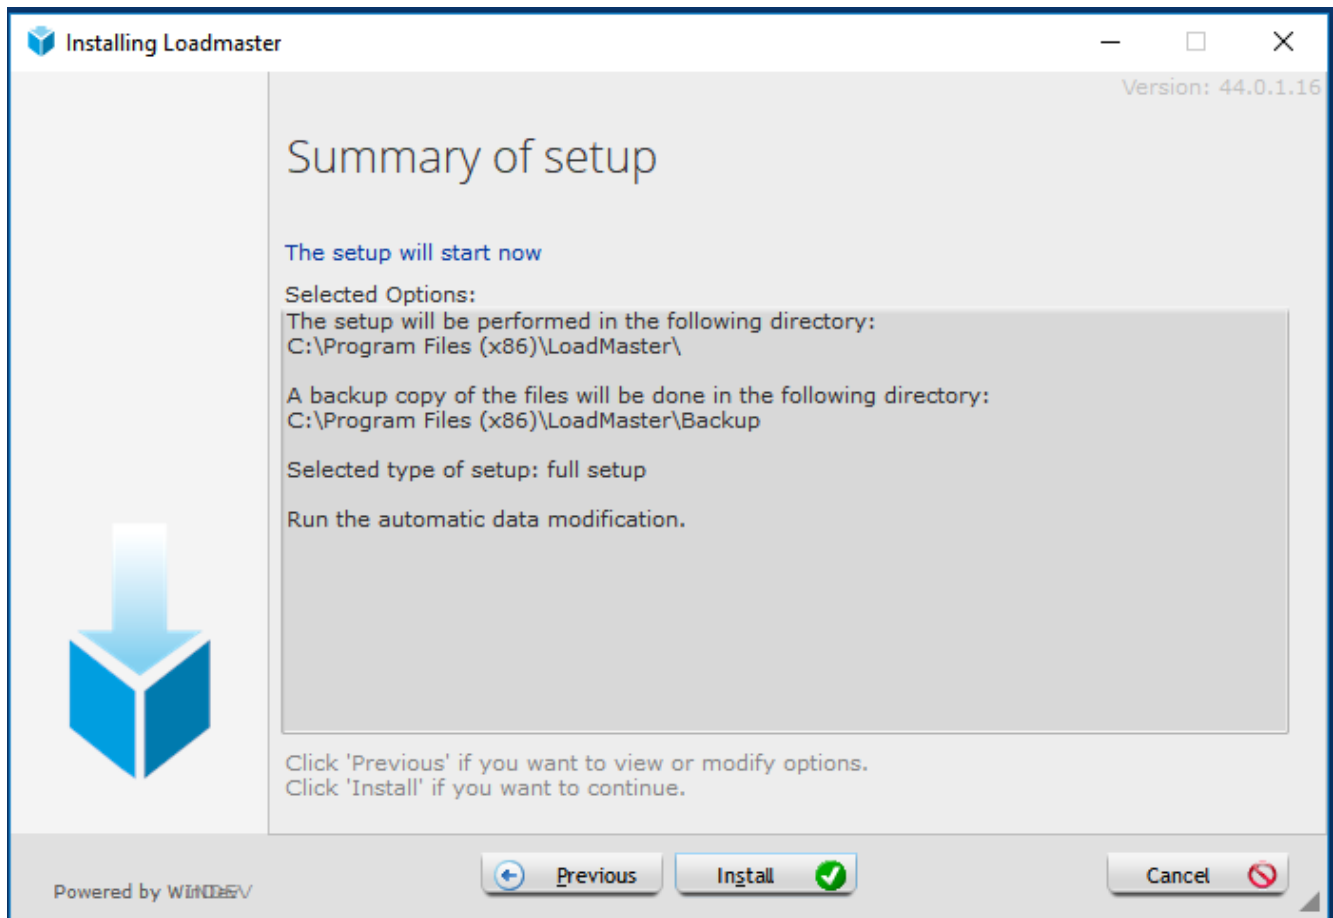 Installing Loadmaster
Version: 44.0.1.16
Summary of setup
The setup will start now
Selected Options:
The setup will be performed in the following directory:
C:\Program Files (x86)\LoadMaster\
A backup copy of the files will be done in the following directory:
C:\Program Files (x86)\LoadMaster\Backup
Selected type of setup: full setup
Run the automatic data modification.
Click 'Previous' if you want to view or modify options.
Click 'Install' if you want to continue.
Powered by
Previous
Install
Cancel